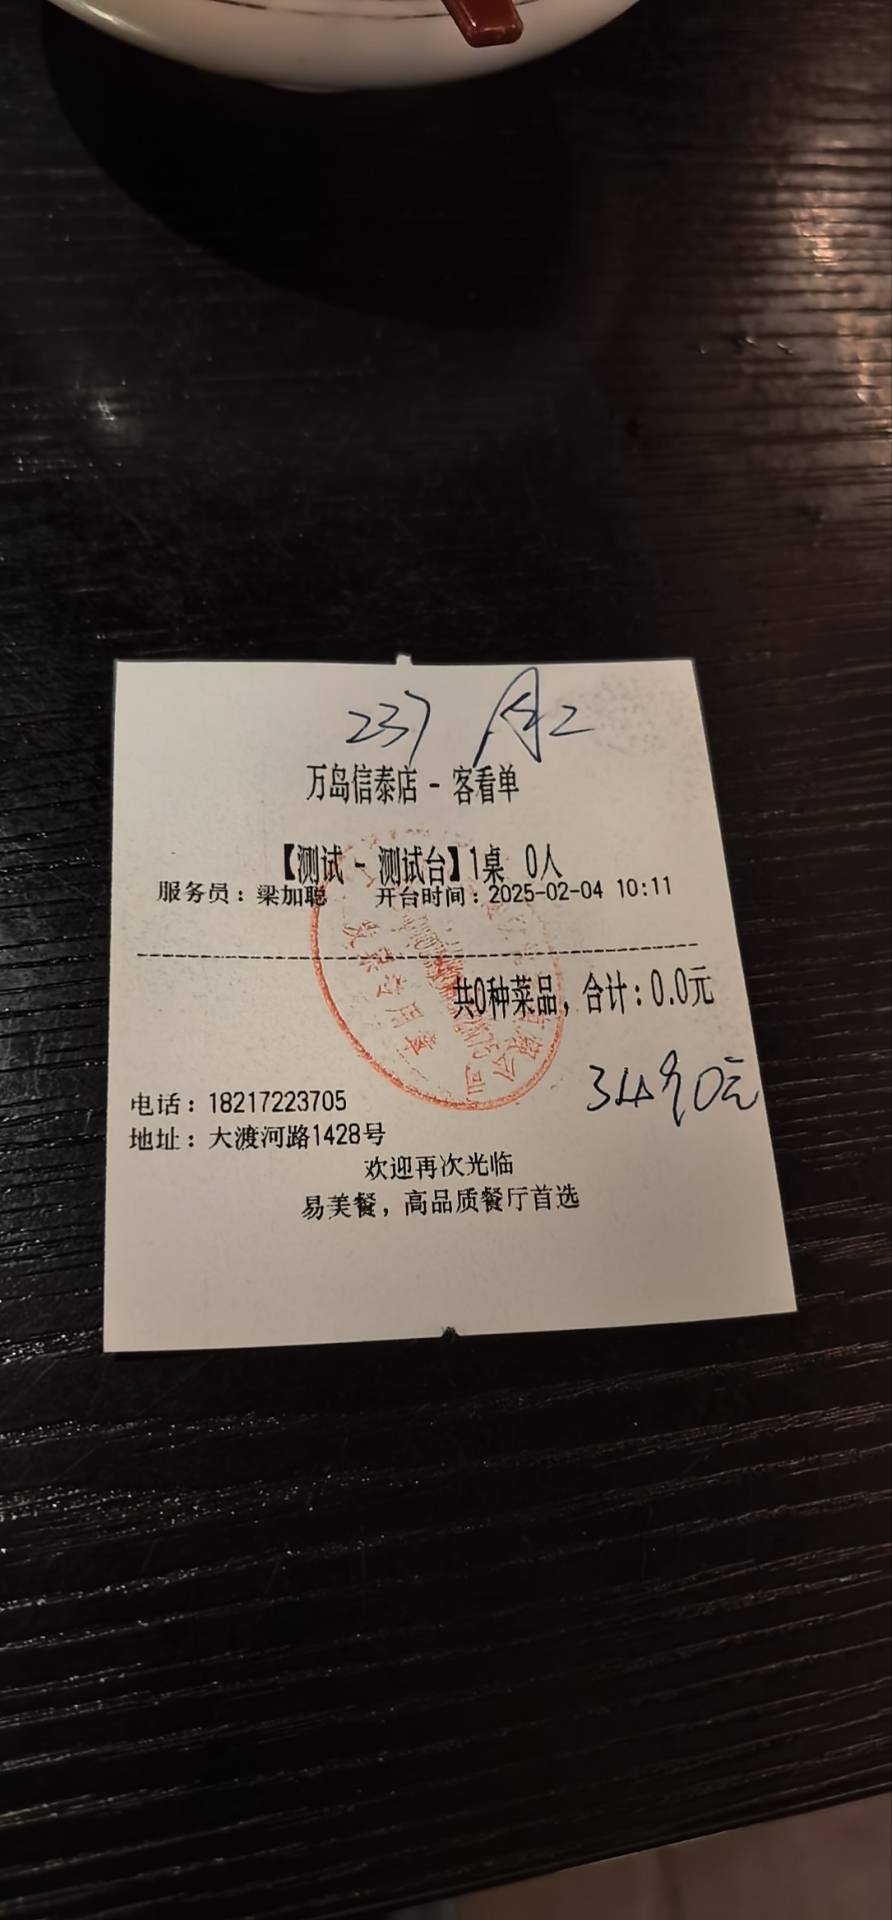 237 月2
万岛信泰店 - 客看单
【测试 - 测试台】1桌 0人
服务员：梁加聪 开台时间：2025-02-04 10:11
共0种菜品，合计：0.0元
3490元
电话：18217223705
地址：大渡河路1428号
欢迎再次光临
易美餐，高品质餐厅首选